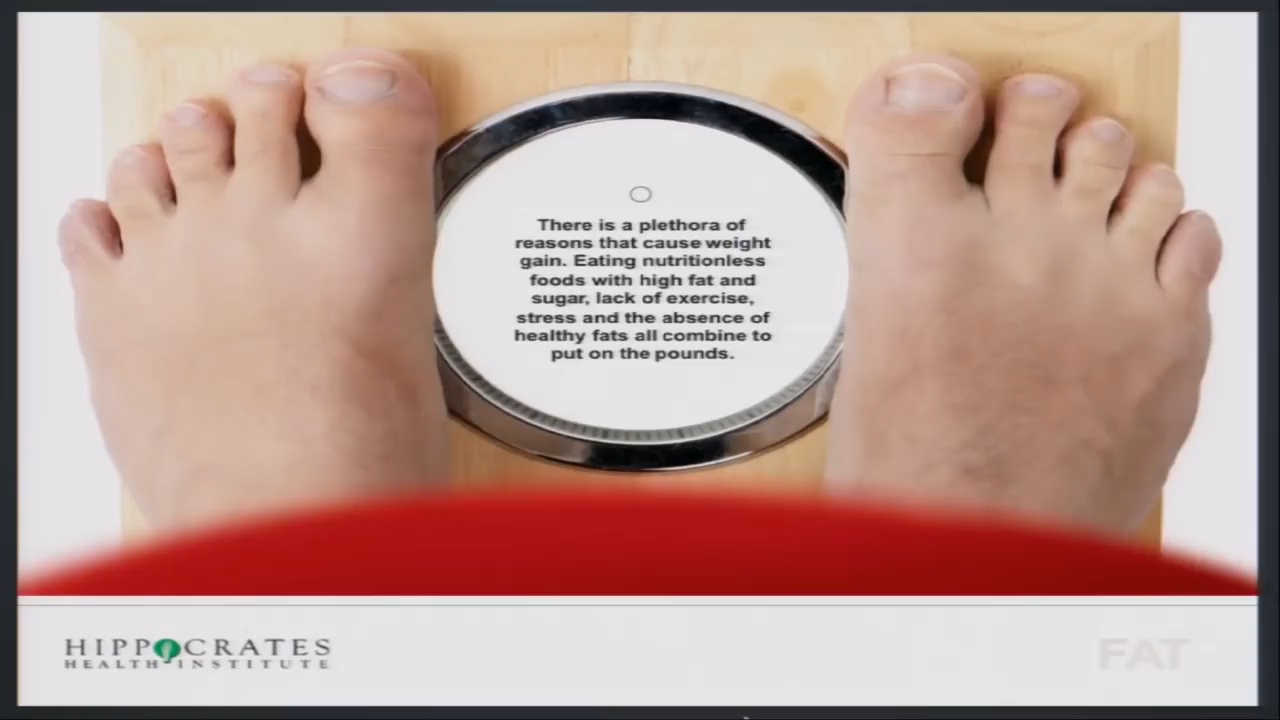 There is a plethora of
reasons that cause weight
gain. Eating nutritionless
foods with high fat and
sugar, lack of exercise,
stress and the absence of
healthy fats all combine to
put on the pounds.
HIPPOCRATES
HEALTH INSTITUTE
FAT